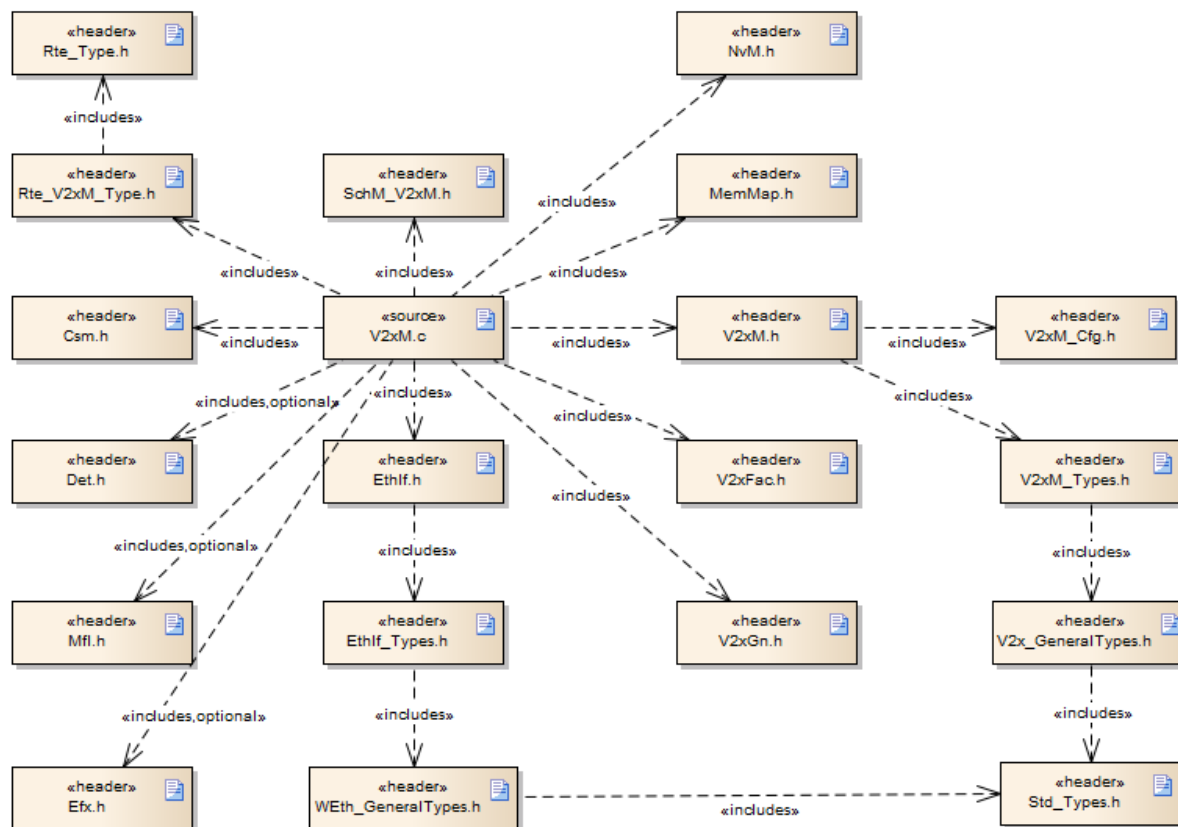 «header»
Rte_Type.h
«header»
NvM.h
«includes»
«header»
Rte_V2xM_Type.h
«header»
SchM_V2xM.h
«header»
MemMap.h
«includes»
«includes»
«includes»
«includes»
«header»
Csm.h
«includes»
«source»
V2xM.c
«includes»
«header»
V2xM.h
«includes»
«header»
V2xM_Cfg.h
«includes,optional»
«includes»
«includes»
«includes»
«header»
Det.h
«header»
EthIf.h
«header»
V2xFac.h
«header»
V2xM_Types.h
«includes»
«includes,optional»
«includes»
«includes»
«header»
Mfl.h
«header»
EthIf_Types.h
«header»
V2xGn.h
«header»
V2x_GeneralTypes.h
«includes,optional»
«includes»
«includes»
«header»
Efx.h
«header»
WEth_GeneralTypes.h
«includes»
«header»
Std_Types.h